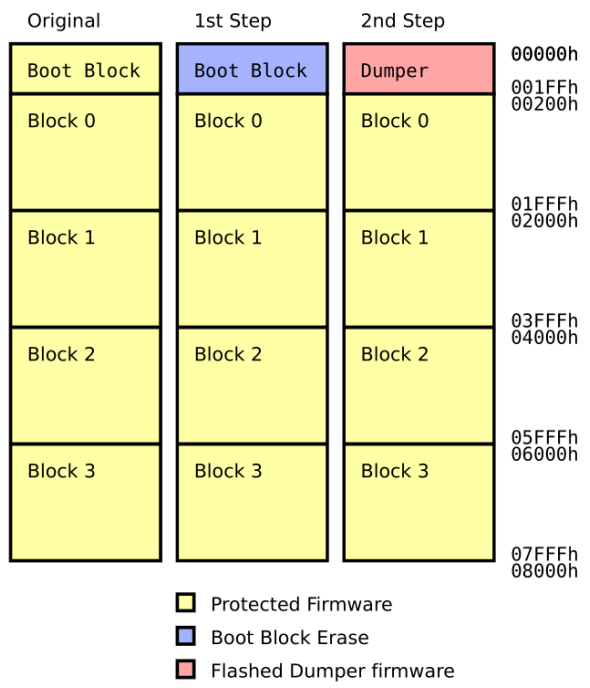 Original 1st Step 2nd Step
00000h
Boot Block Boot Block Dumper
001FFh
00200h
Block 0 Block 0 Block 0
01FFFh
02000h
Block 1 Block 1 Block 1
03FFFh
04000h
Block 2 Block 2 Block 2
05FFFh
06000h
Block 3 Block 3 Block 3
07FFFh
08000h
Protected Firmware
Boot Block Erase
Flashed Dumper firmware